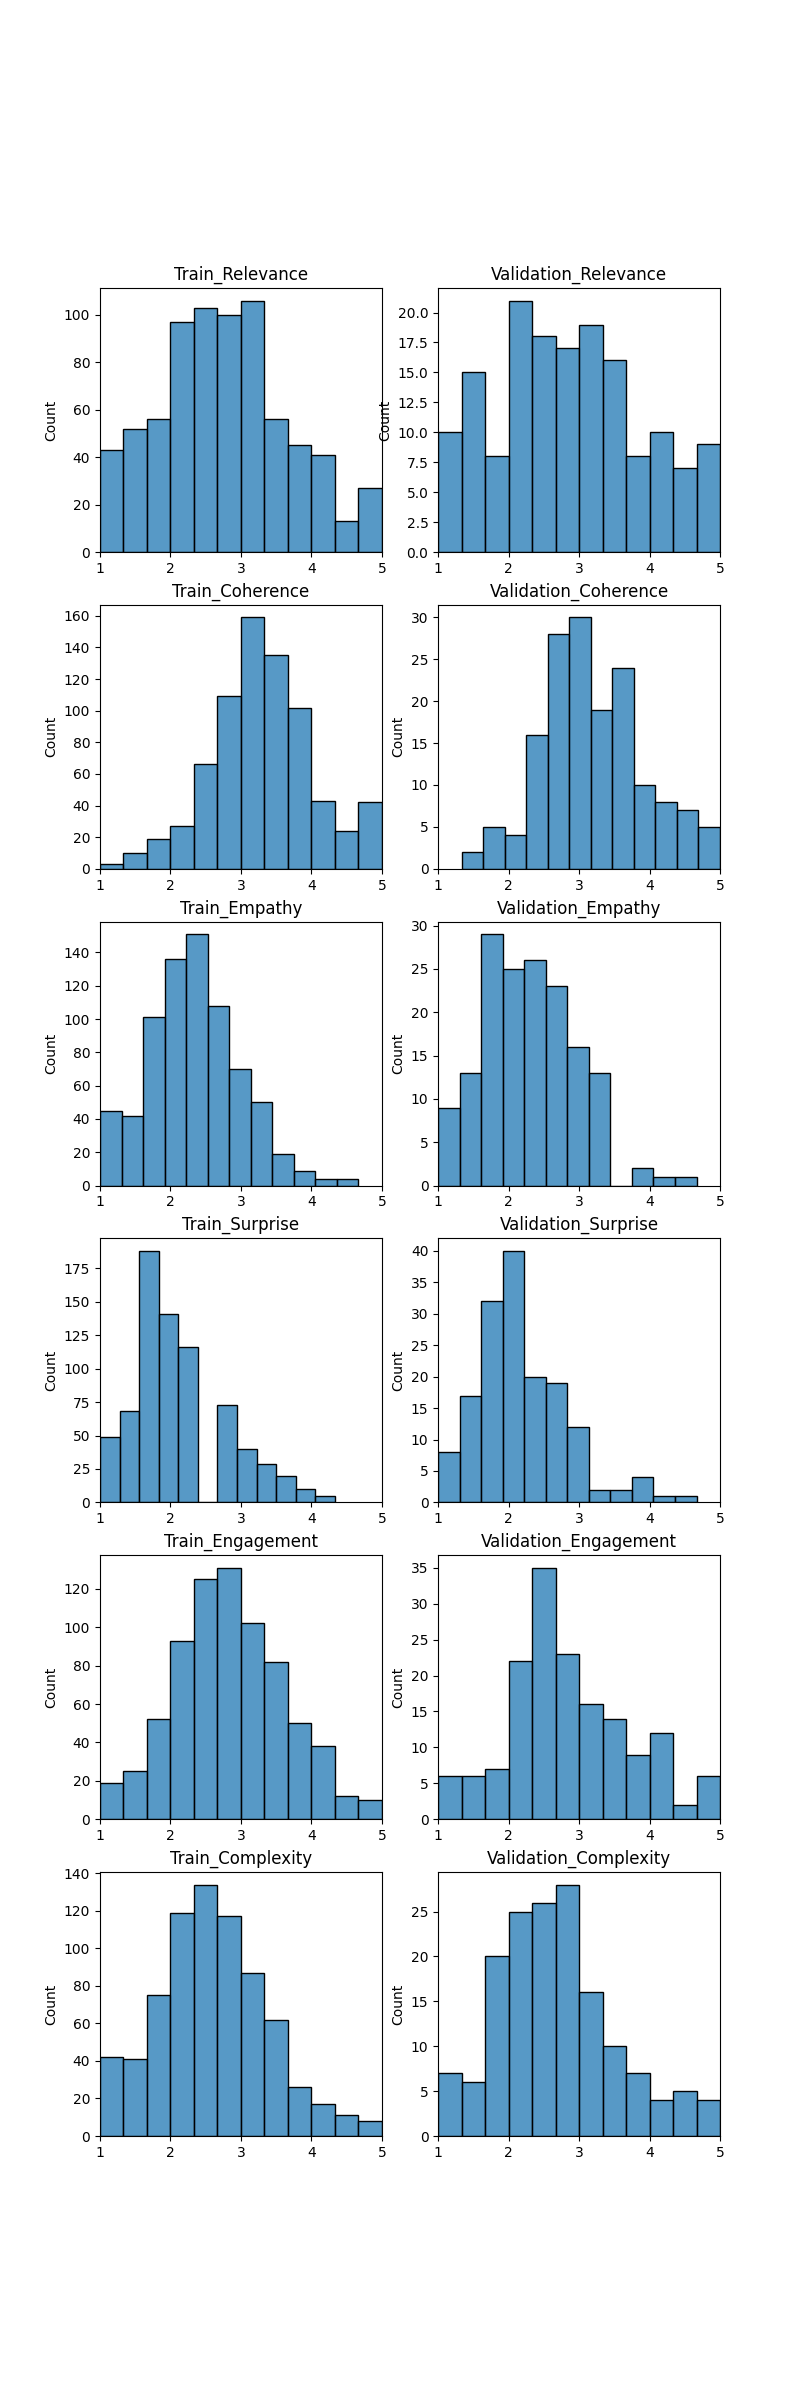 Train_Relevance
Count
100
80
60
40
20
0
1 2 3 4 5
Validation_Relevance
Count
20.0
17.5
15.0
12.5
10.0
7.5
5.0
2.5
0.0
1 2 3 4 5
Train_Coherence
Count
160
140
120
100
80
60
40
20
0
1 2 3 4 5
Validation_Coherence
Count
30
25
20
15
10
5
0
1 2 3 4 5
Train_Empathy
Count
140
120
100
80
60
40
20
0
1 2 3 4 5
Validation_Empathy
Count
30
25
20
15
10
5
0
1 2 3 4 5
Train_Surprise
Count
175
150
125
100
75
50
25
0
1 2 3 4 5
Validation_Surprise
Count
40
35
30
25
20
15
10
5
0
1 2 3 4 5
Train_Engagement
Count
120
100
80
60
40
20
0
1 2 3 4 5
Validation_Engagement
Count
35
30
25
20
15
10
5
0
1 2 3 4 5
Train_Complexity
Count
140
120
100
80
60
40
20
0
1 2 3 4 5
Validation_Complexity
Count
25
20
15
10
5
0
1 2 3 4 5